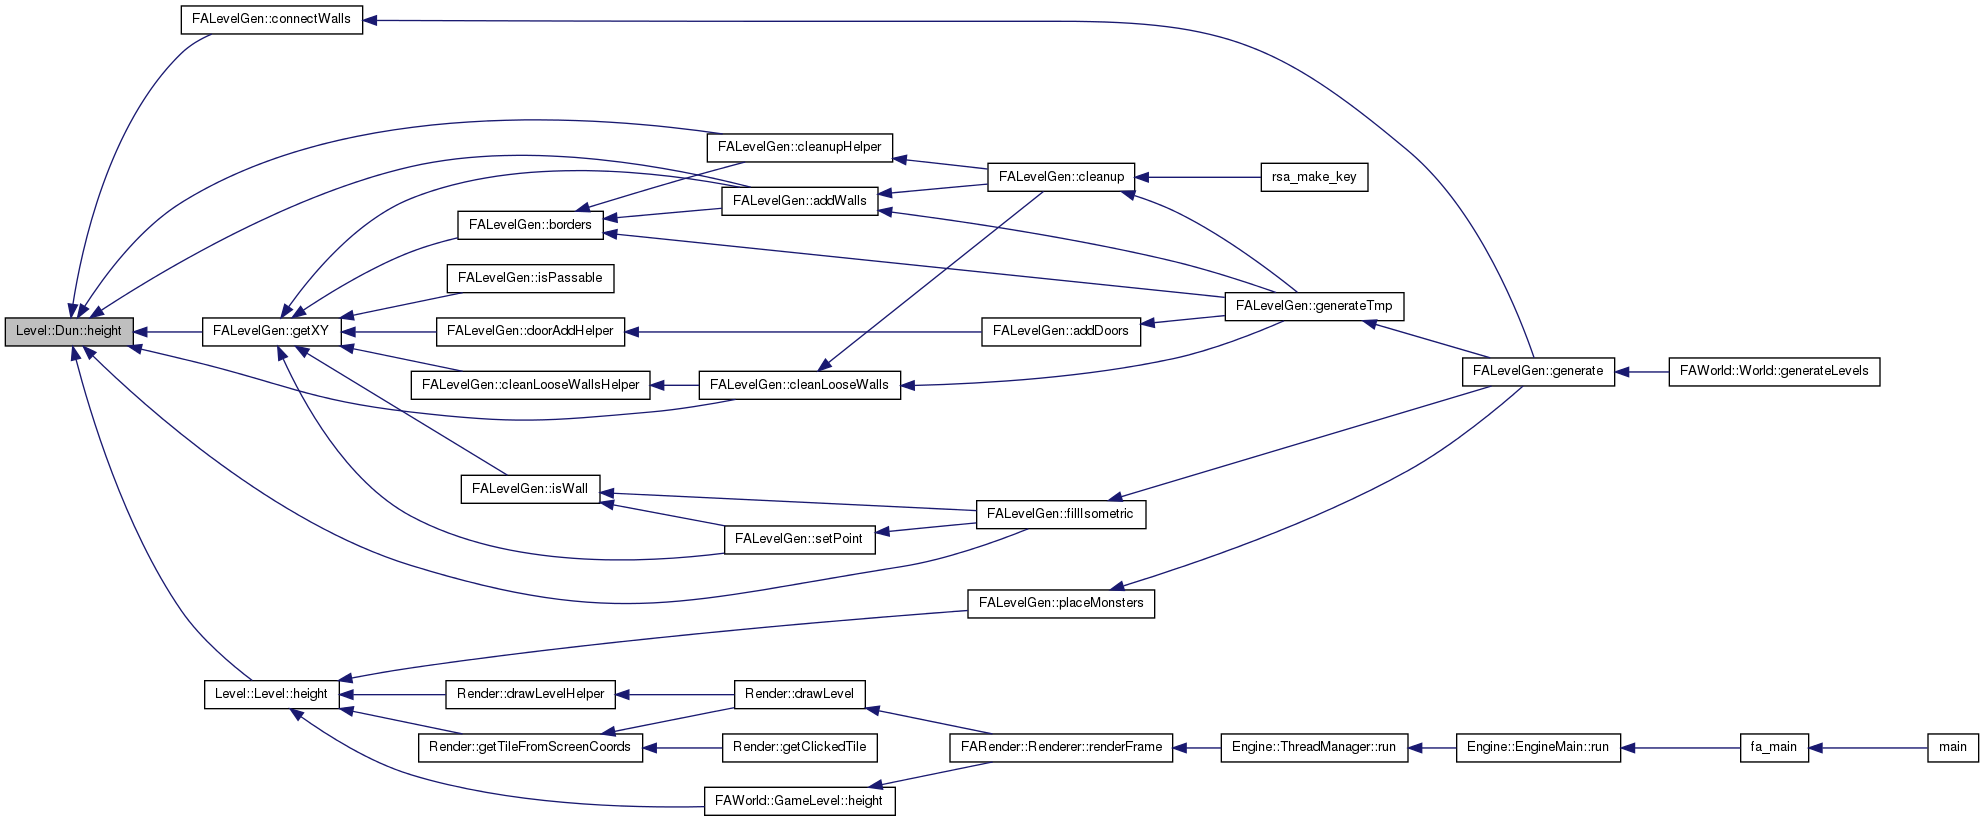 FALevelGen::connectWalls
FALevelGen::cleanupHelper
FALevelGen::cleanup
rsa_make_key
FALevelGen::addWalls
FALevelGen::borders
FALevelGen::isPassable
FALevelGen::generateTmp
Level::Dun::height
FALevelGen::getXY
FALevelGen::doorAddHelper
FALevelGen::addDoors
FALevelGen::cleanLooseWallsHelper
FALevelGen::cleanLooseWalls
FALevelGen::generate
FAWorld::World::generateLevels
FALevelGen::isWall
FALevelGen::fillIsometric
FALevelGen::setPoint
FALevelGen::placeMonsters
Level::Level::height
Render::drawLevelHelper
Render::drawLevel
Render::getTileFromScreenCoords
Render::getClickedTile
FARender::Renderer::renderFrame
Engine::ThreadManager::run
Engine::EngineMain::run
fa_main
main
FAWorld::GameLevel::height